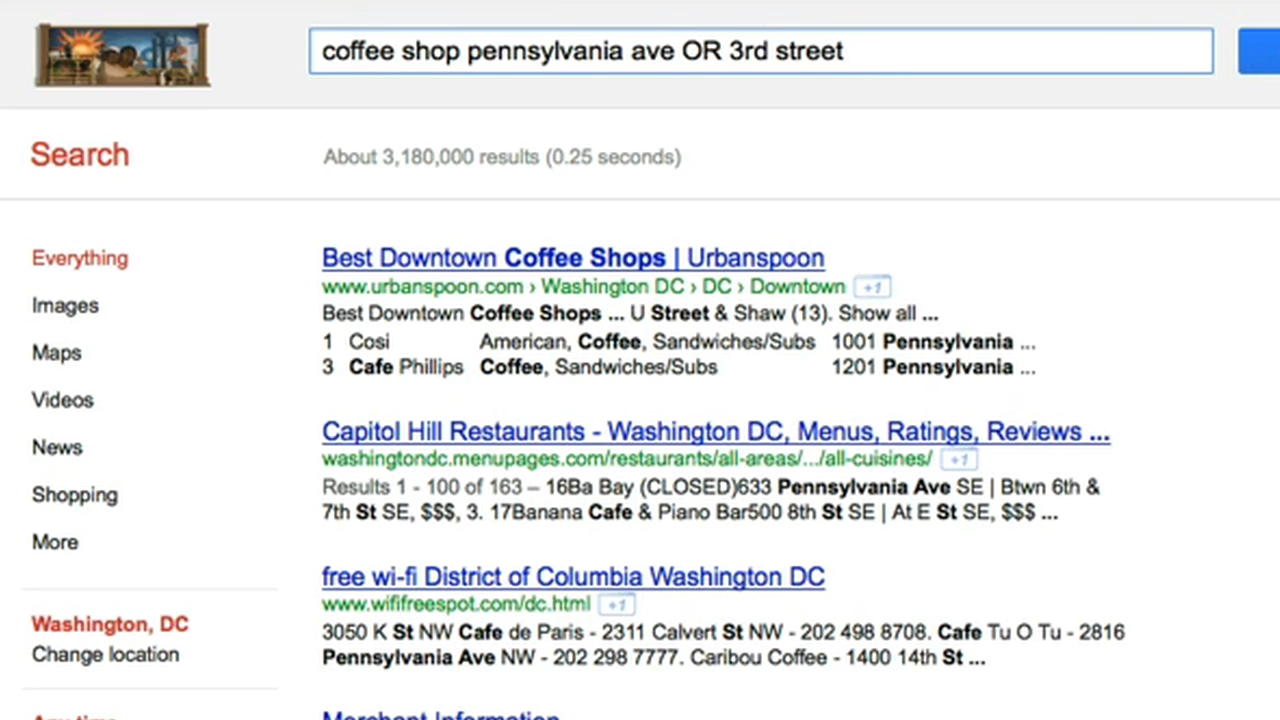 coffee shop pennsylvania ave OR 3rd street
Search
About 3,180,000 results (0.25 seconds)
Everything
Images
Maps
Videos
News
Shopping
More
Washington, DC
Change location
Any time
Best Downtown Coffee Shops | Urbanspoon
www.urbanspoon.com › Washington DC › DC › Downtown +1
Best Downtown Coffee Shops ... U Street & Shaw (13). Show all ...
1 Cosi American, Coffee, Sandwiches/Subs 1001 Pennsylvania ...
3 Cafe Phillips Coffee, Sandwiches/Subs 1201 Pennsylvania ...
Capitol Hill Restaurants - Washington DC, Menus, Ratings, Reviews ...
washingtondc.menupages.com/restaurants/all-areas/.../all-cuisines/ +1
Results 1 - 100 of 163 – 16Ba Bay (CLOSED)633 Pennsylvania Ave SE | Btwn 6th &
7th St SE, $$$, 3. 17Banana Cafe & Piano Bar500 8th St SE | At E St SE, $$$ ...
free wi-fi District of Columbia Washington DC
www.wififreespot.com/dc.html +1
3050 K St NW Cafe de Paris - 2311 Calvert St NW - 202 498 8708. Cafe Tu O Tu - 2816
Pennsylvania Ave NW - 202 298 7777. Caribou Coffee - 1400 14th St ...
Merchant Information